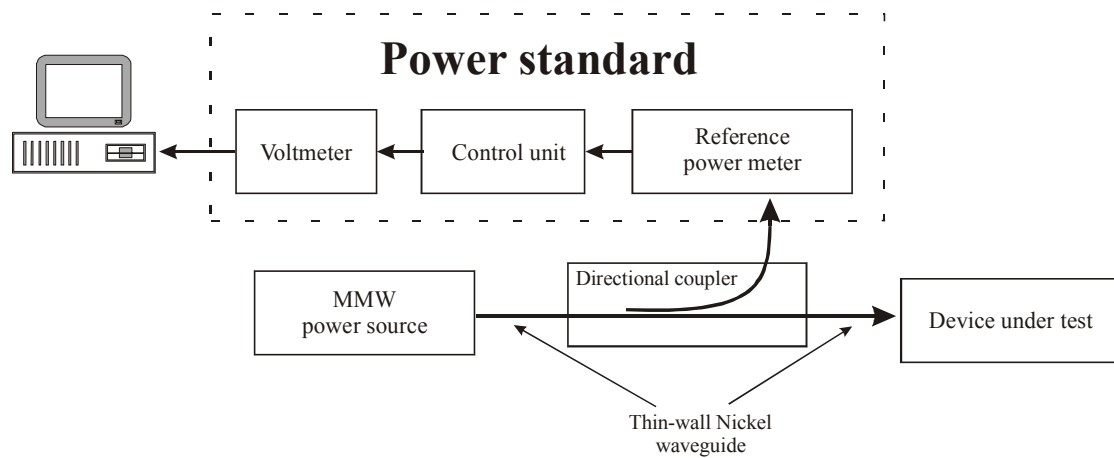 Power standard
Voltmeter
Control unit
Reference
power meter
Directional coupler
MMW
power source
Device under test
Thin-wall Nickel
waveguide